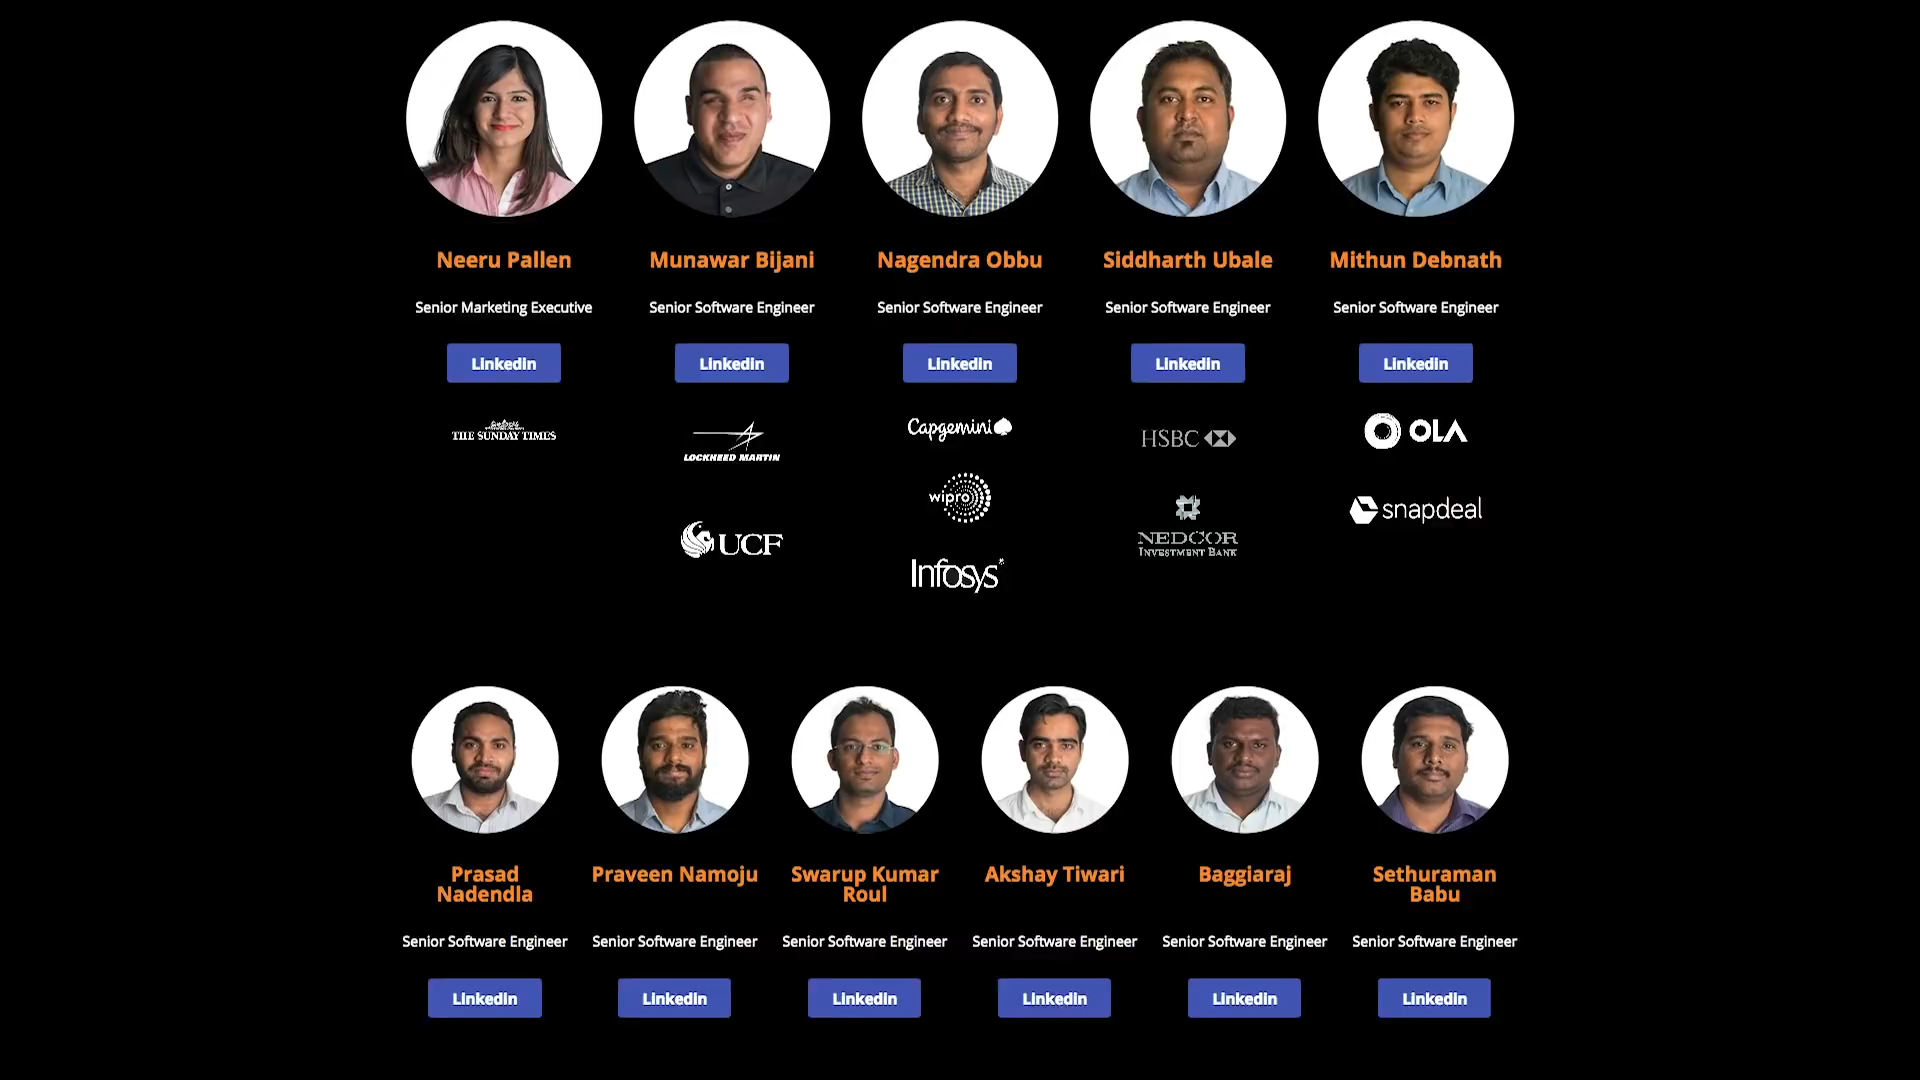 Neeru Pallen
Munawar Bijani
Nagendra Obbu
Siddharth Ubale
Mithun Debnath
Senior Marketing Executive
Senior Software Engineer
Senior Software Engineer
Senior Software Engineer
Senior Software Engineer
LinkedIn
LinkedIn
LinkedIn
LinkedIn
LinkedIn
THE SUNDAY TIMES
LOCKHEED MARTIN
UCF
Capgemini
wipro
Infosys
HSBC
NEDCOR
INVESTMENT BANK
OLA
snapdeal
Prasad
Nadendla
Praveen Namoju
Swarup Kumar
Roul
Akshay Tiwari
Baggiaraj
Sethuraman
Babu
Senior Software Engineer
Senior Software Engineer
Senior Software Engineer
Senior Software Engineer
Senior Software Engineer
Senior Software Engineer
LinkedIn
LinkedIn
LinkedIn
LinkedIn
LinkedIn
LinkedIn